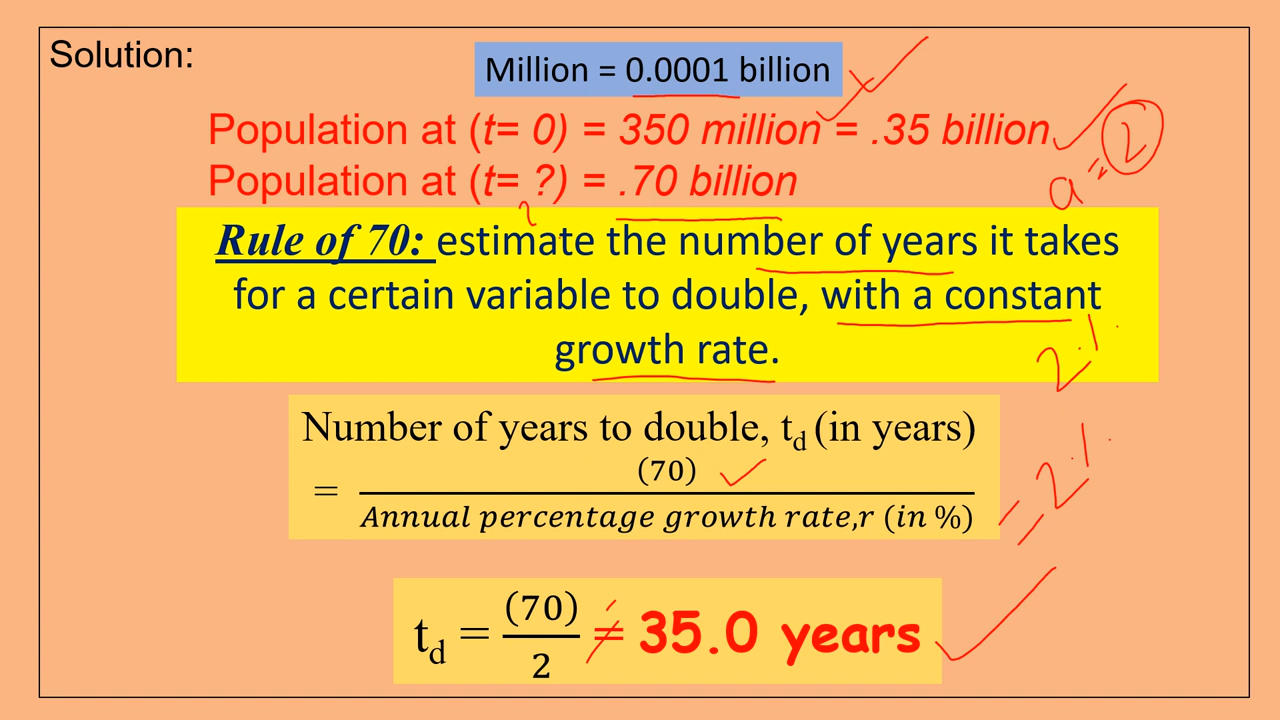 Solution:
Million = 0.0001 billion
Population at (t= 0) = 350 million = .35 billion
Population at (t= ?) = .70 billion
a = 2
Rule of 70: estimate the number of years it takes
for a certain variable to double, with a constant
growth rate.
2%
Number of years to double, td (in years)
= (70)
Annual percentage growth rate,r (in %)
= 2%
td = (70)/2 = 35.0 years